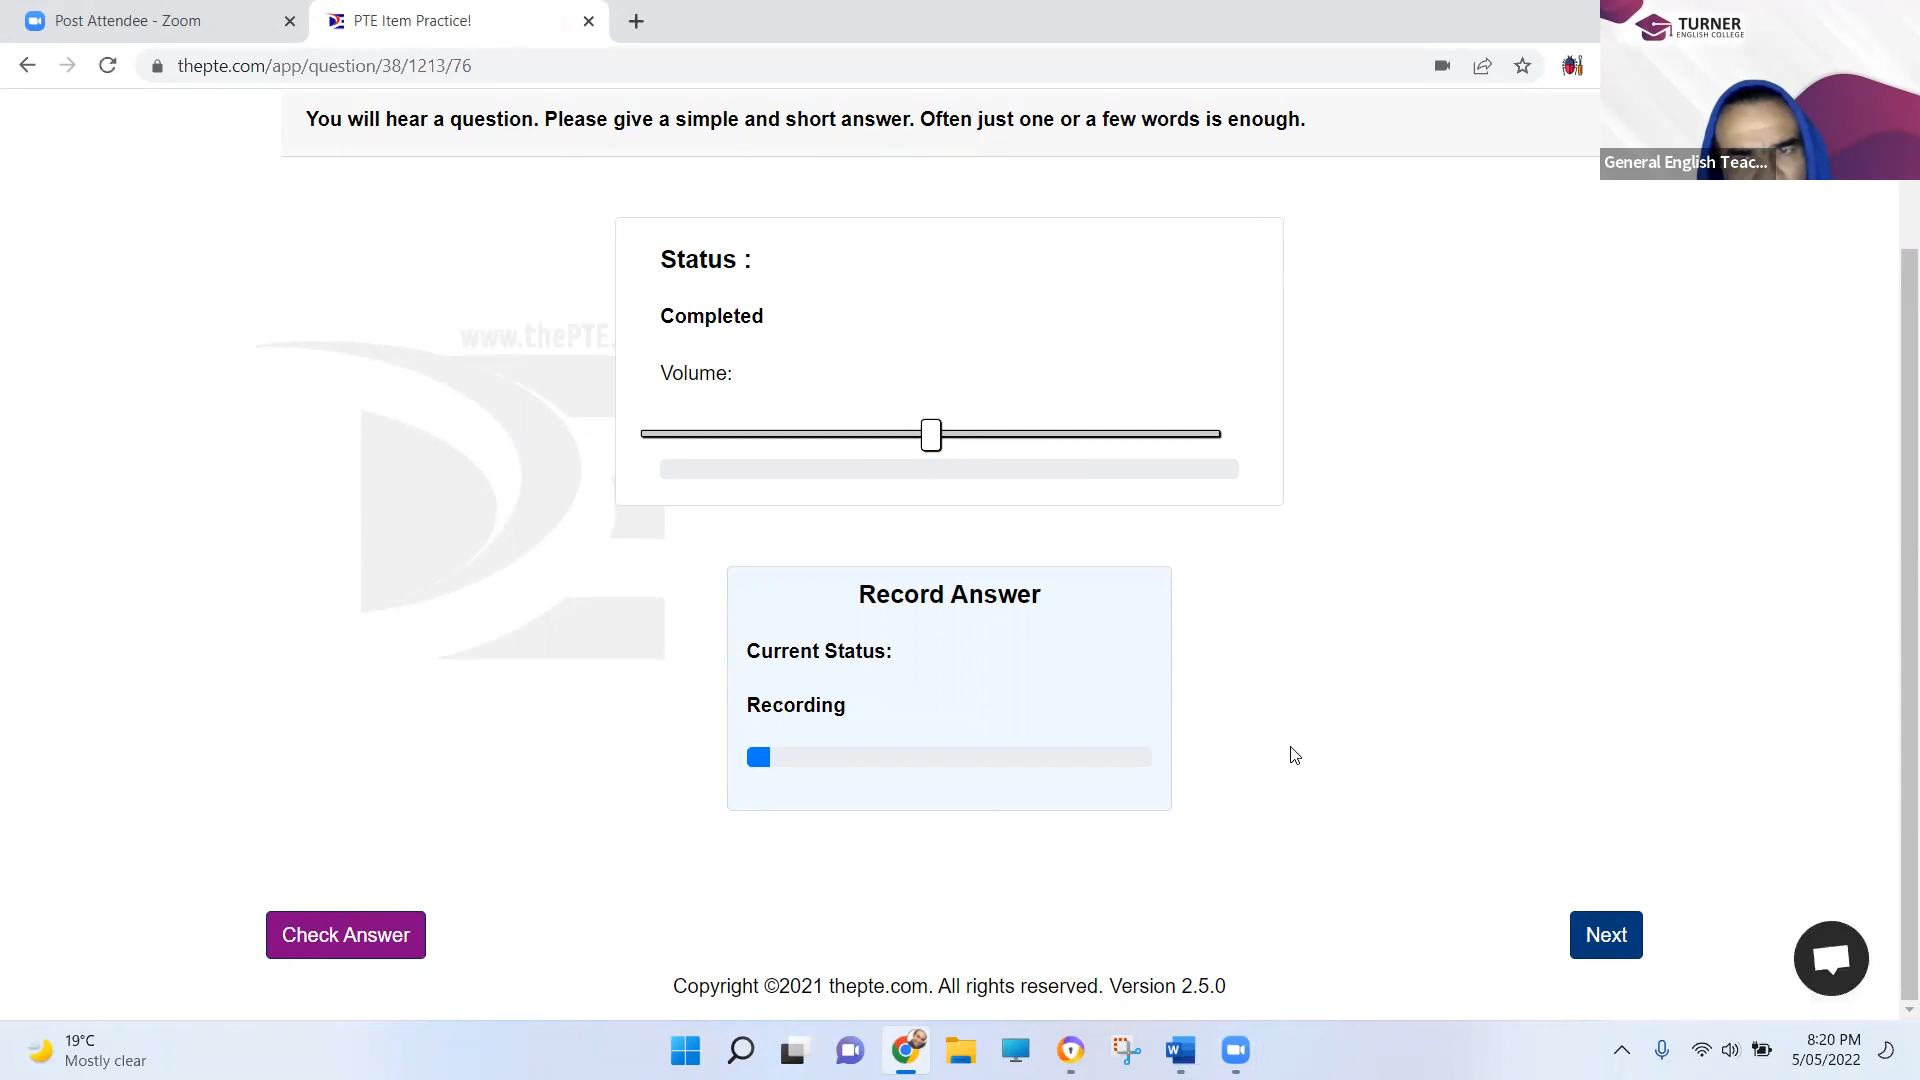 Post Attendee - Zoom
PTE Item Practice!
thepte.com/app/question/38/1213/76
TURNER
ENGLISH COLLEGE
General English Teac...
You will hear a question. Please give a simple and short answer. Often just one or a few words is enough.
www.thePTE.
Status :
Completed
Volume:
Record Answer
Current Status:
Recording
Check Answer
Next
Copyright ©2021 thepte.com. All rights reserved. Version 2.5.0
19°C
Mostly clear
8:20 PM
5/05/2022